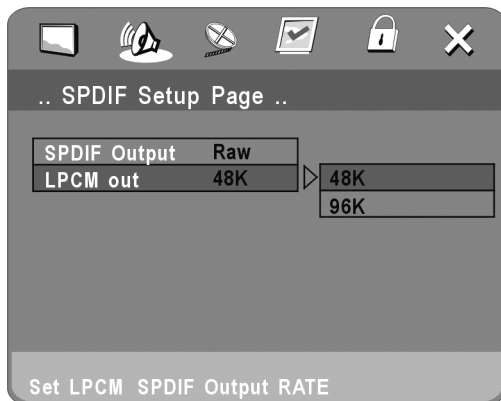 .. SPDIF Setup Page ..
SPDIF Output Raw
LPCM out 48K 48K
96K
Set LPCM SPDIF Output RATE